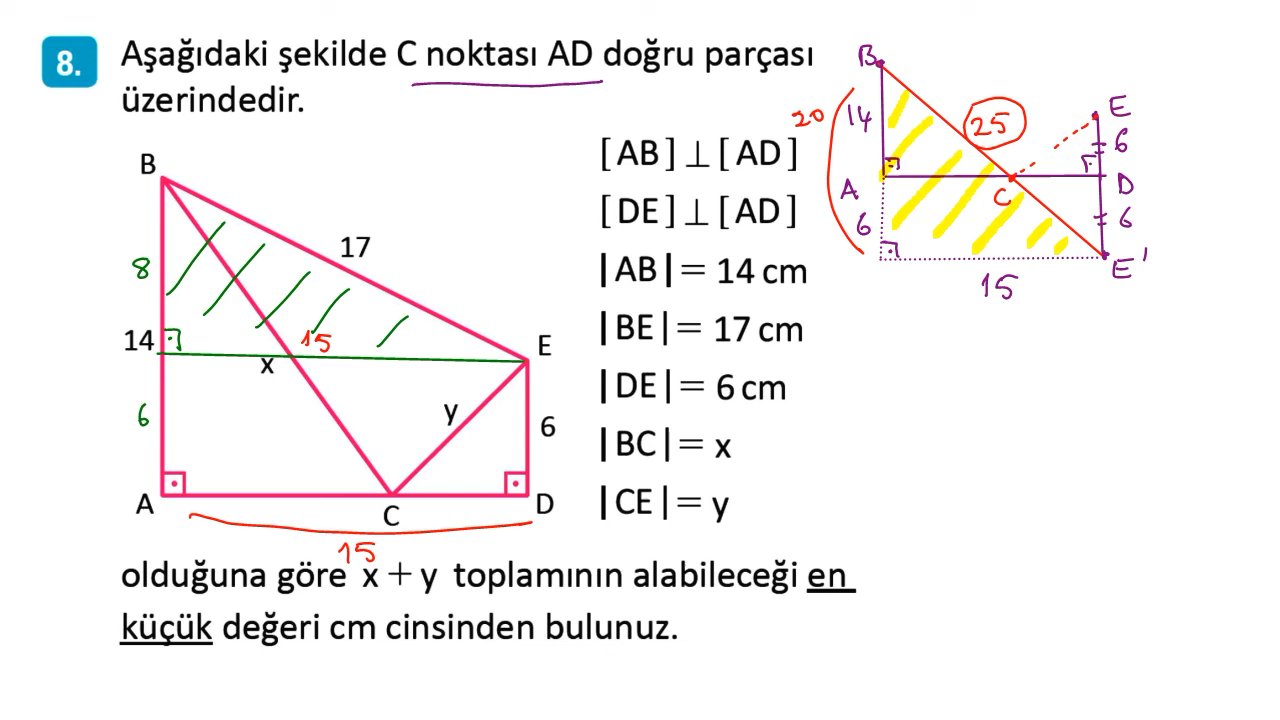 8.
Aşağıdaki şekilde C noktası AD doğru parçası
üzerindedir.
B
17
8
14
15
E
x
y
6
6
A
C
D
15
[AB]⊥[AD]
[DE]⊥[AD]
|AB|= 14 cm
|BE|= 17 cm
|DE|= 6 cm
|BC|= x
|CE|= y
B
20
14
25
E
6
A
C
D
6
6
E'
15
olduğuna göre x+y toplamının alabileceği en
küçük değeri cm cinsinden bulunuz.